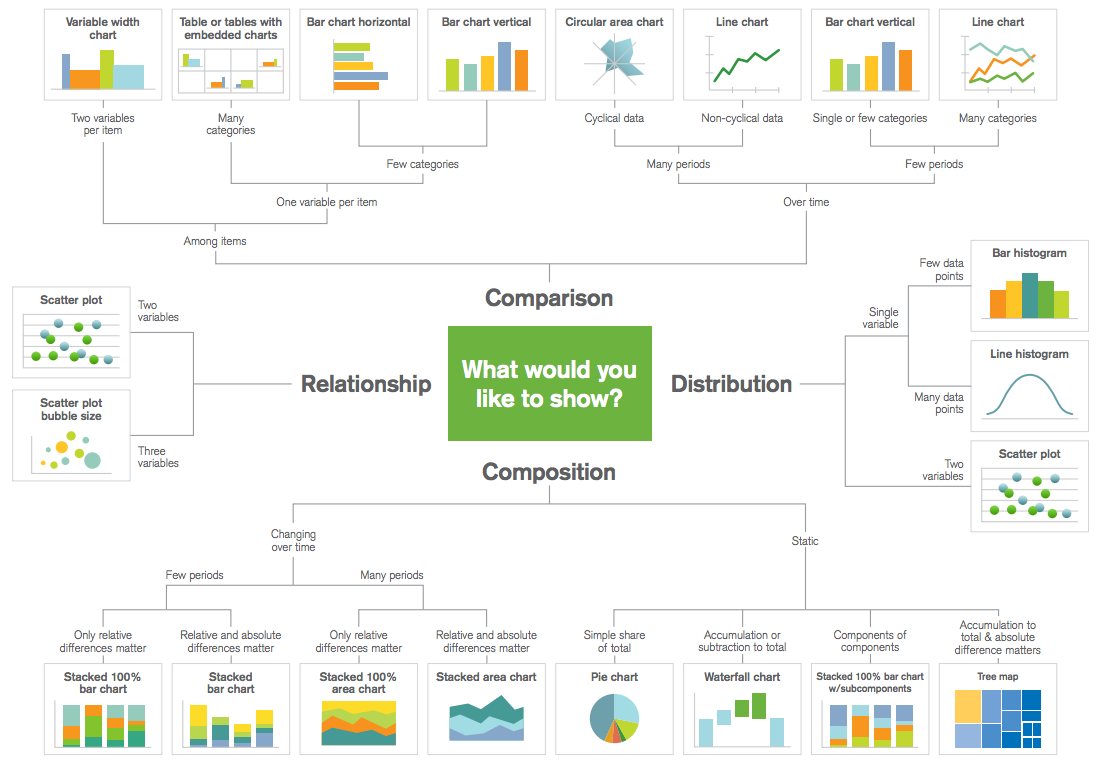 Variable width
chart
Table or tables with
embedded charts
Bar chart horizontal
Bar chart vertical
Circular area chart
Line chart
Bar chart vertical
Line chart
Two variables
per item
Many
categories
Cyclical data
Non-cyclical data
Single or few categories
Many categories
Few categories
Many periods
Few periods
One variable per item
Over time
Among items
Comparison
What would you
like to show?
Relationship
Two
variables
Scatter plot
Three
variables
Scatter plot
bubble size
Distribution
Single
variable
Few data
points
Bar histogram
Many data
points
Line histogram
Two
variables
Scatter plot
Composition
Changing
over time
Static
Few periods
Many periods
Only relative
differences matter
Relative and absolute
differences matter
Only relative
differences matter
Relative and absolute
differences matter
Simple share
of total
Accumulation or
subtraction to total
Components of
components
Accumulation to
total & absolute
difference matters
Stacked 100%
bar chart
Stacked
bar chart
Stacked 100%
area chart
Stacked area chart
Pie chart
Waterfall chart
Stacked 100% bar chart
w/subcomponents
Tree map